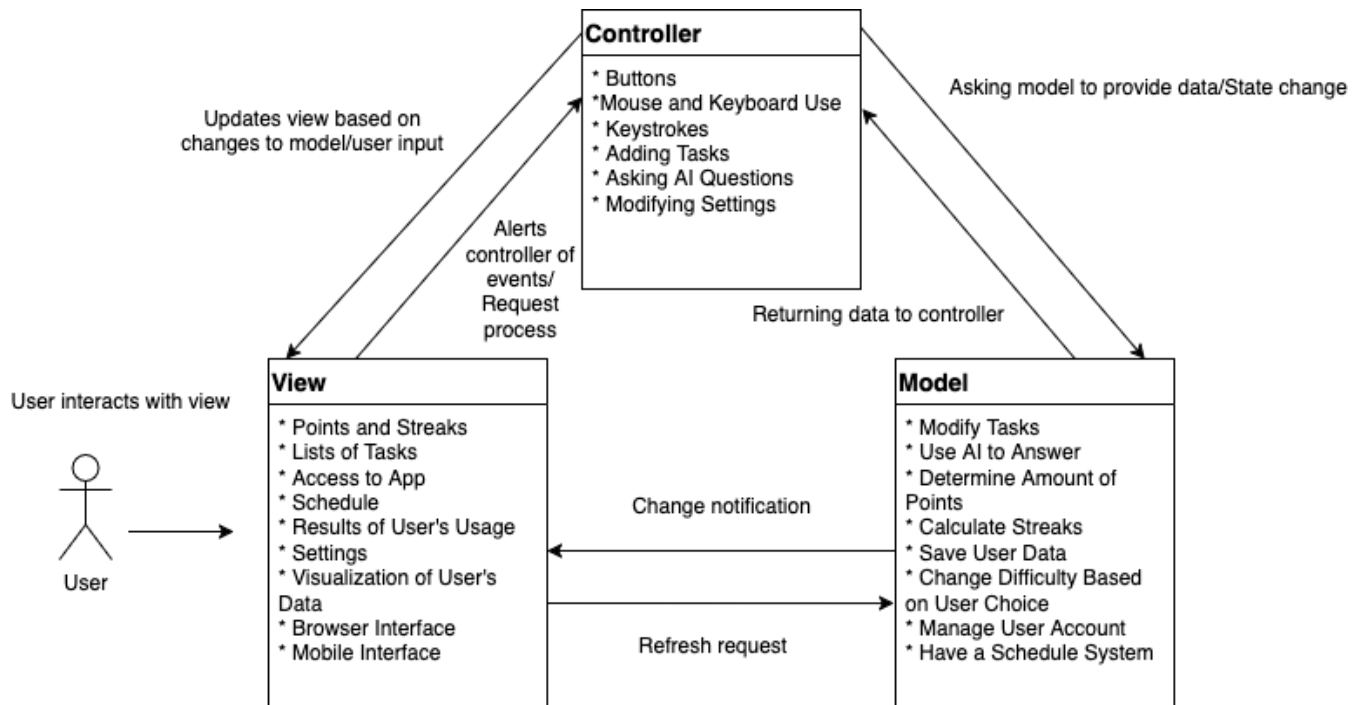 Controller
* Buttons
*Mouse and Keyboard Use
* Keystrokes
* Adding Tasks
* Asking AI Questions
* Modifying Settings
Updates view based on
changes to model/user input
Asking model to provide data/State change
Alerts
controller of
events/
Request
process
Returning data to controller
User interacts with view
User
View
* Points and Streaks
* Lists of Tasks
* Access to App
* Schedule
* Results of User's Usage
* Settings
* Visualization of User's
Data
* Browser Interface
* Mobile Interface
Change notification
Refresh request
Model
* Modify Tasks
* Use AI to Answer
* Determine Amount of
Points
* Calculate Streaks
* Save User Data
* Change Difficulty Based
on User Choice
* Manage User Account
* Have a Schedule System